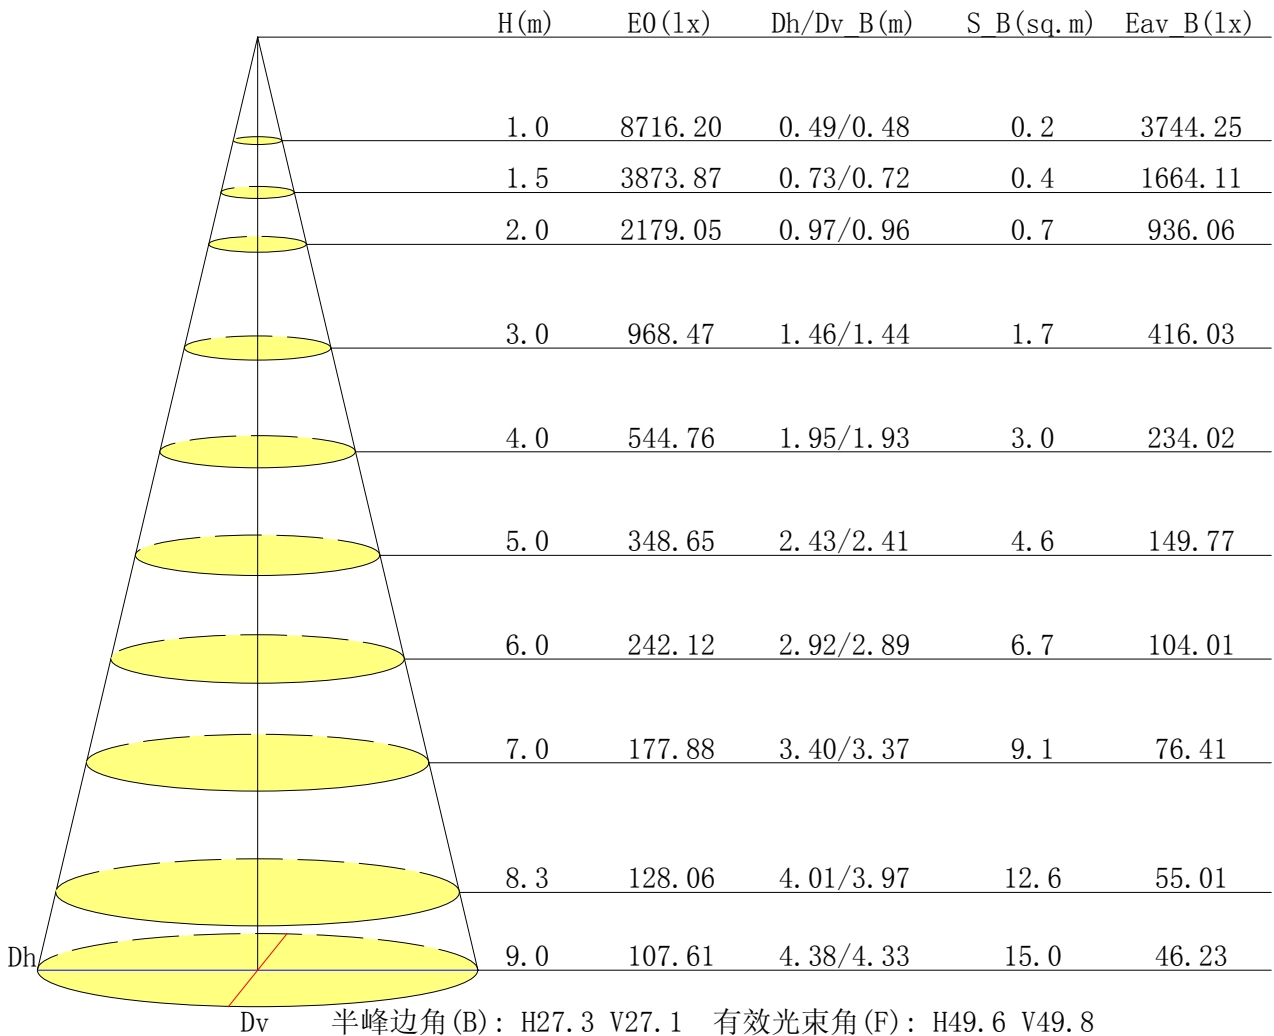 H(m) E0(lx) Dh/Dv_B(m) S_B(sq.m) Eav_B(lx)
1.0 8716.20 0.49/0.48 0.2 3744.25
1.5 3873.87 0.73/0.72 0.4 1664.11
2.0 2179.05 0.97/0.96 0.7 936.06
3.0 968.47 1.46/1.44 1.7 416.03
4.0 544.76 1.95/1.93 3.0 234.02
5.0 348.65 2.43/2.41 4.6 149.77
6.0 242.12 2.92/2.89 6.7 104.01
7.0 177.88 3.40/3.37 9.1 76.41
8.3 128.06 4.01/3.97 12.6 55.01
Dh 9.0 107.61 4.38/4.33 15.0 46.23
Dv 半峰边角(B): H27.3 V27.1 有效光束角(F): H49.6 V49.8